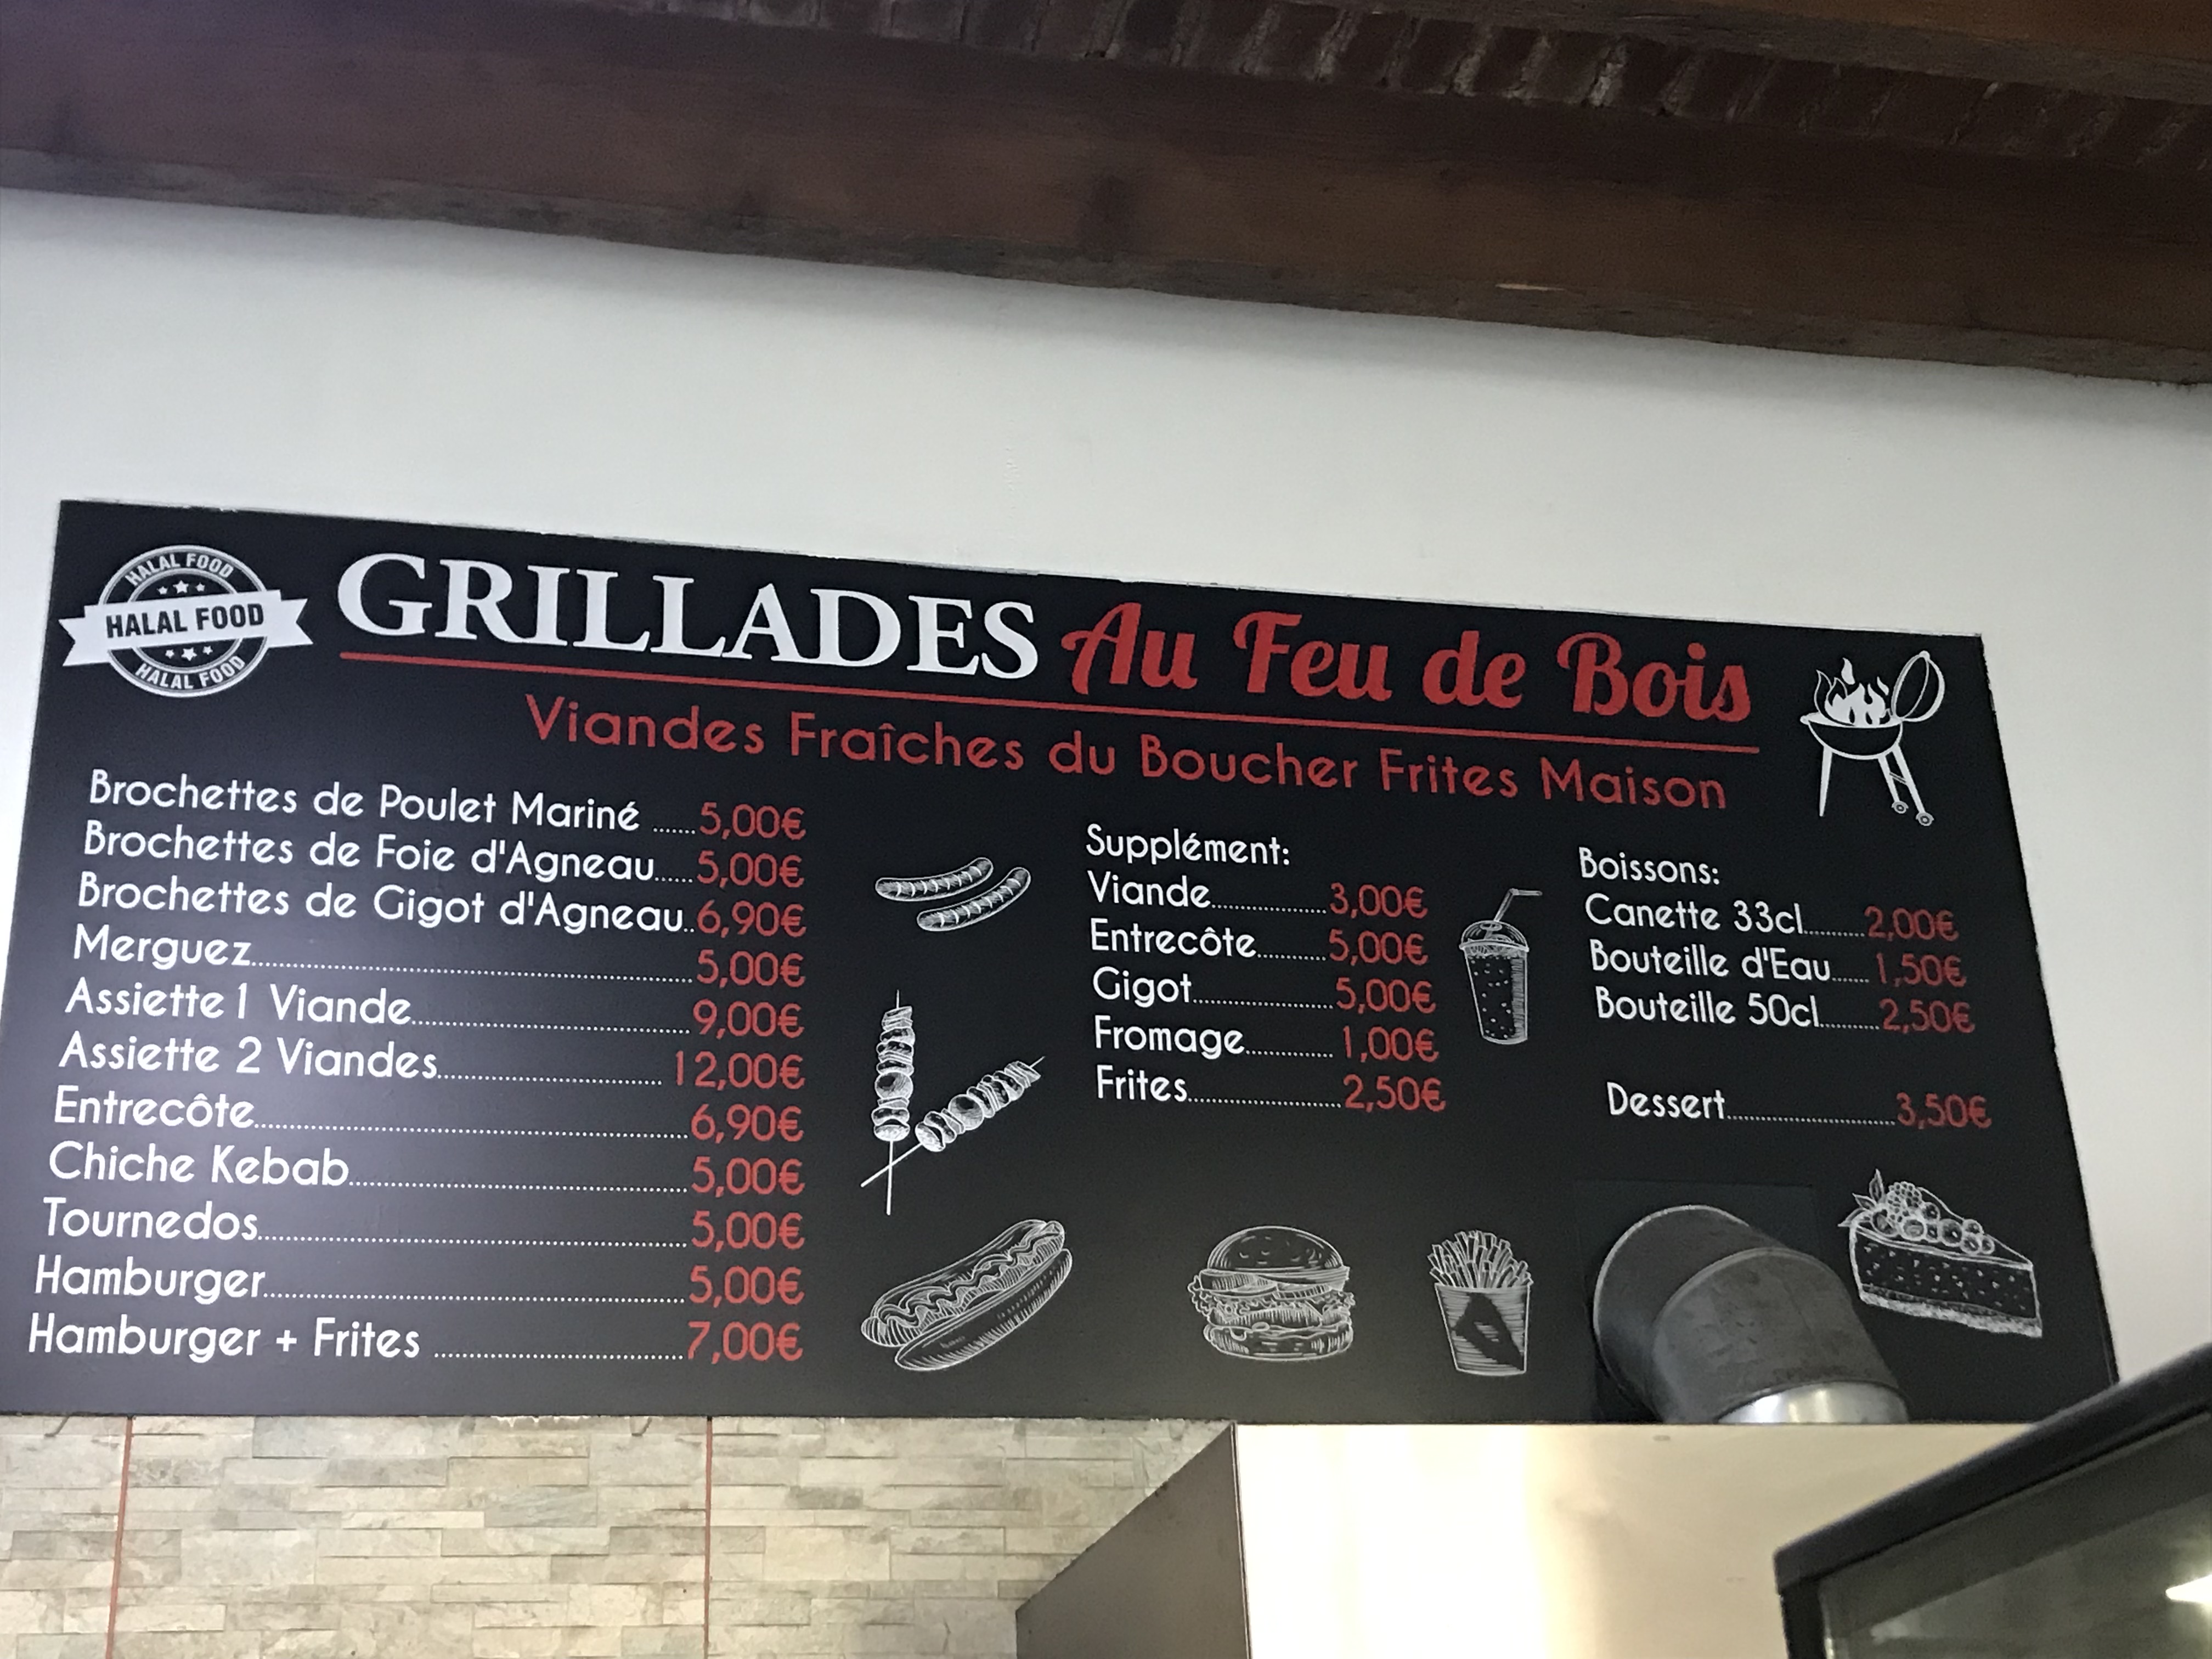 HALAL FOOD
HALAL FOOD
HALAL FOOD
GRILLADES Au Feu de Bois
Viandes Fraîches du Boucher Frites Maison
Brochettes de Poulet Mariné .......5,00€
Brochettes de Foie d'Agneau......5,00€
Brochettes de Gigot d'Agneau..6,90€
Merguez..........5,00€
Assiette 1 Viande..........9,00€
Assiette 2 Viandes..........12,00€
Entrecôte..........6,90€
Chiche Kebab..........5,00€
Tournedos..........5,00€
Hamburger..........5,00€
Hamburger + Frites ..........7,00€
Supplément:
Viande..........3,00€
Entrecôte..........5,00€
Gigot..........5,00€
Fromage..........1,00€
Frites..........2,50€
Boissons:
Canette 33cl..........2,00€
Bouteille d'Eau......1,50€
Bouteille 50cl..........2,50€
Dessert..........3,50€